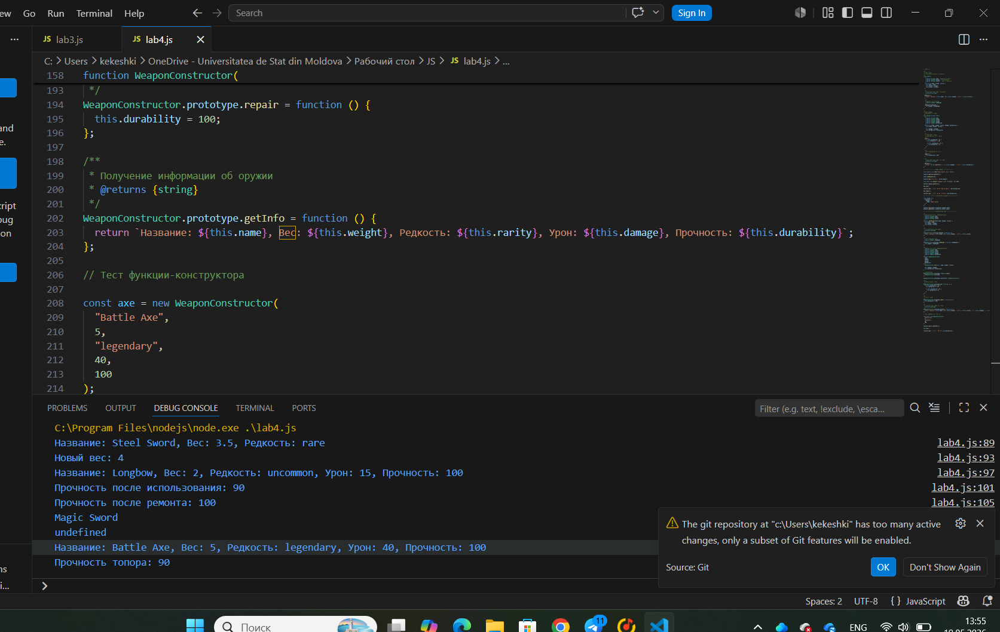 ew Go Run Terminal Help
Search
Sign In
JS lab3.js
JS lab4.js
C: > Users > kekeshki > OneDrive - Universitatea de Stat din Moldova > Рабочий стол > JS > JS lab4.js > ...
158 function WeaponConstructor(
193 */
194 WeaponConstructor.prototype.repair = function () {
195 this.durability = 100;
196 };
197
198 /**
199 * Получение информации об оружии
200 * @returns {string}
201 */
202 WeaponConstructor.prototype.getInfo = function () {
203 return `Название: ${this.name}, Вес: ${this.weight}, Редкость: ${this.rarity}, Урон: ${this.damage}, Прочность: ${this.durability}`;
204 };
205
206 // Тест функции-конструктора
207
208 const axe = new WeaponConstructor(
209 "Battle Axe",
210 5,
211 "legendary",
212 40,
213 100
214 );
and
e.
cript
bug
on
ns
i...
PROBLEMS OUTPUT DEBUG CONSOLE TERMINAL PORTS
Filter (e.g. text, !exclude, \esca...
C:\Program Files\nodejs\node.exe .\lab4.js
Название: Steel Sword, Вес: 3.5, Редкость: rare lab4.js:89
Новый вес: 4 lab4.js:93
Название: Longbow, Вес: 2, Редкость: uncommon, Урон: 15, Прочность: 100 lab4.js:97
Прочность после использования: 90 lab4.js:101
Прочность после ремонта: 100 lab4.js:105
Magic Sword
undefined
Название: Battle Axe, Вес: 5, Редкость: legendary, Урон: 40, Прочность: 100
Прочность топора: 90
>
The git repository at "c:\Users\kekeshki" has too many active
changes, only a subset of Git features will be enabled.
Source: Git
OK
Don't Show Again
Spaces: 2 UTF-8 {} JavaScript
Поиск
11
ENG
13:55